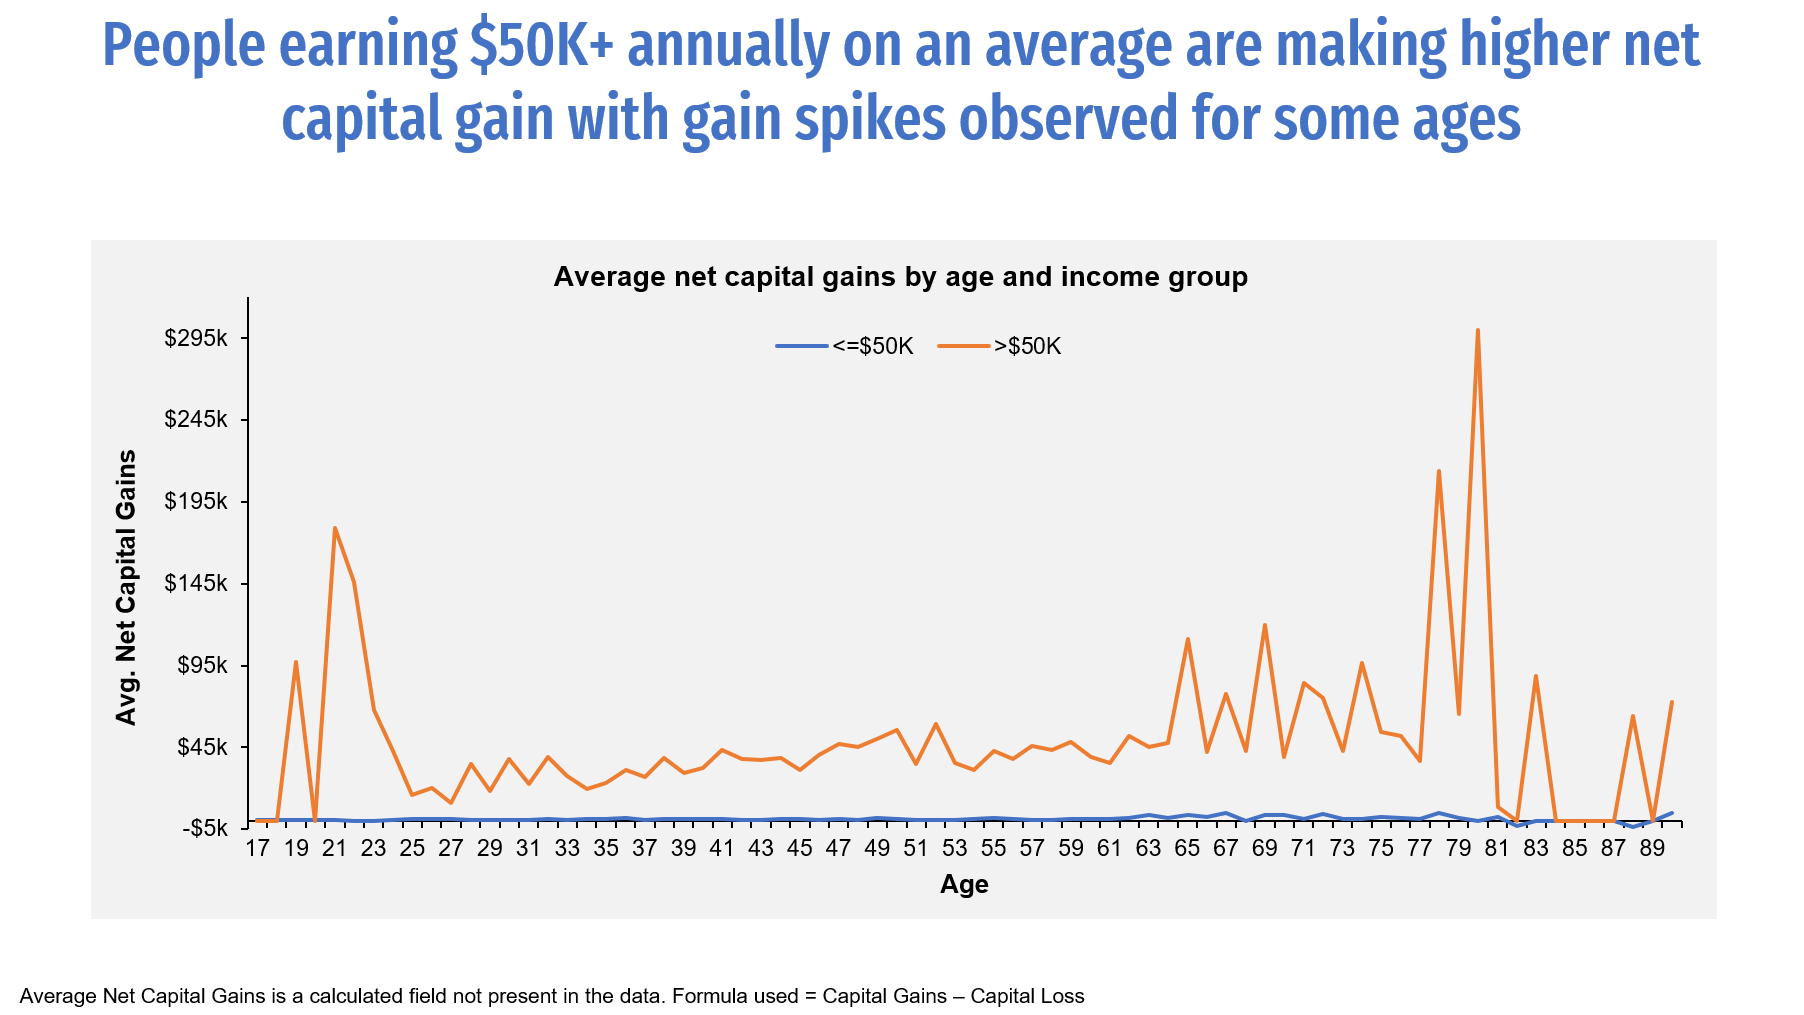 People earning $50K+ annually on an average are making higher net
capital gain with gain spikes observed for some ages
Average net capital gains by age and income group
<=$50K >$50K
Avg. Net Capital Gains
$295k
$245k
$195k
$145k
$95k
$45k
-$5k
17 19 21 23 25 27 29 31 33 35 37 39 41 43 45 47 49 51 53 55 57 59 61 63 65 67 69 71 73 75 77 79 81 83 85 87 89
Age
Average Net Capital Gains is a calculated field not present in the data. Formula used = Capital Gains – Capital Loss